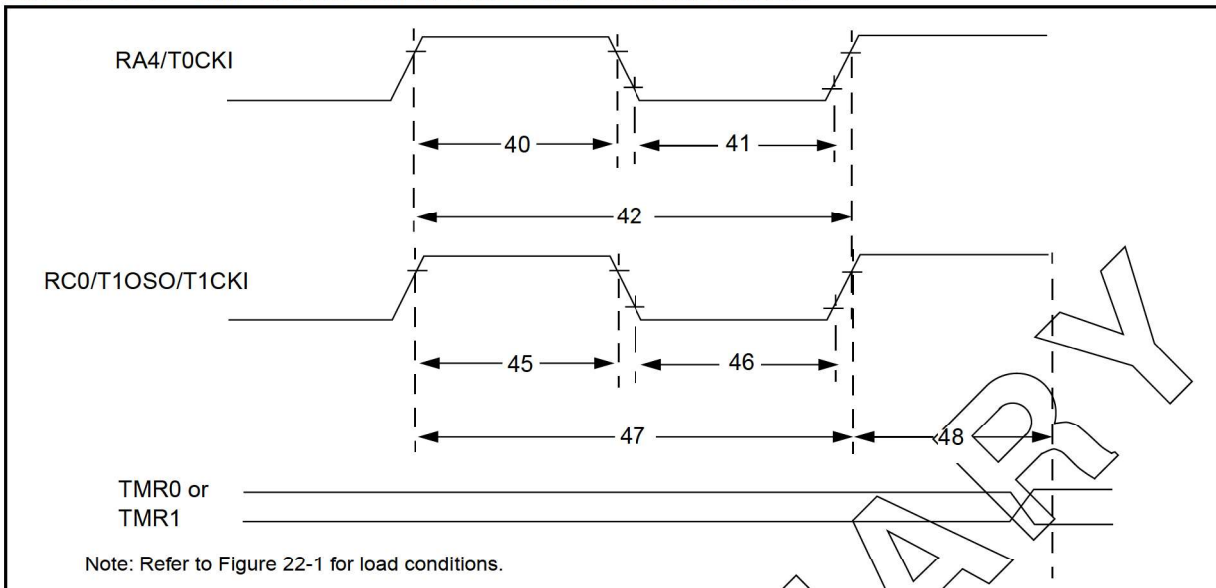 RA4/T0CKI
40
41
42
RC0/T1OSO/T1CKI
45
46
47
48
TMR0 or
TMR1
Note: Refer to Figure 22-1 for load conditions.
A R Y